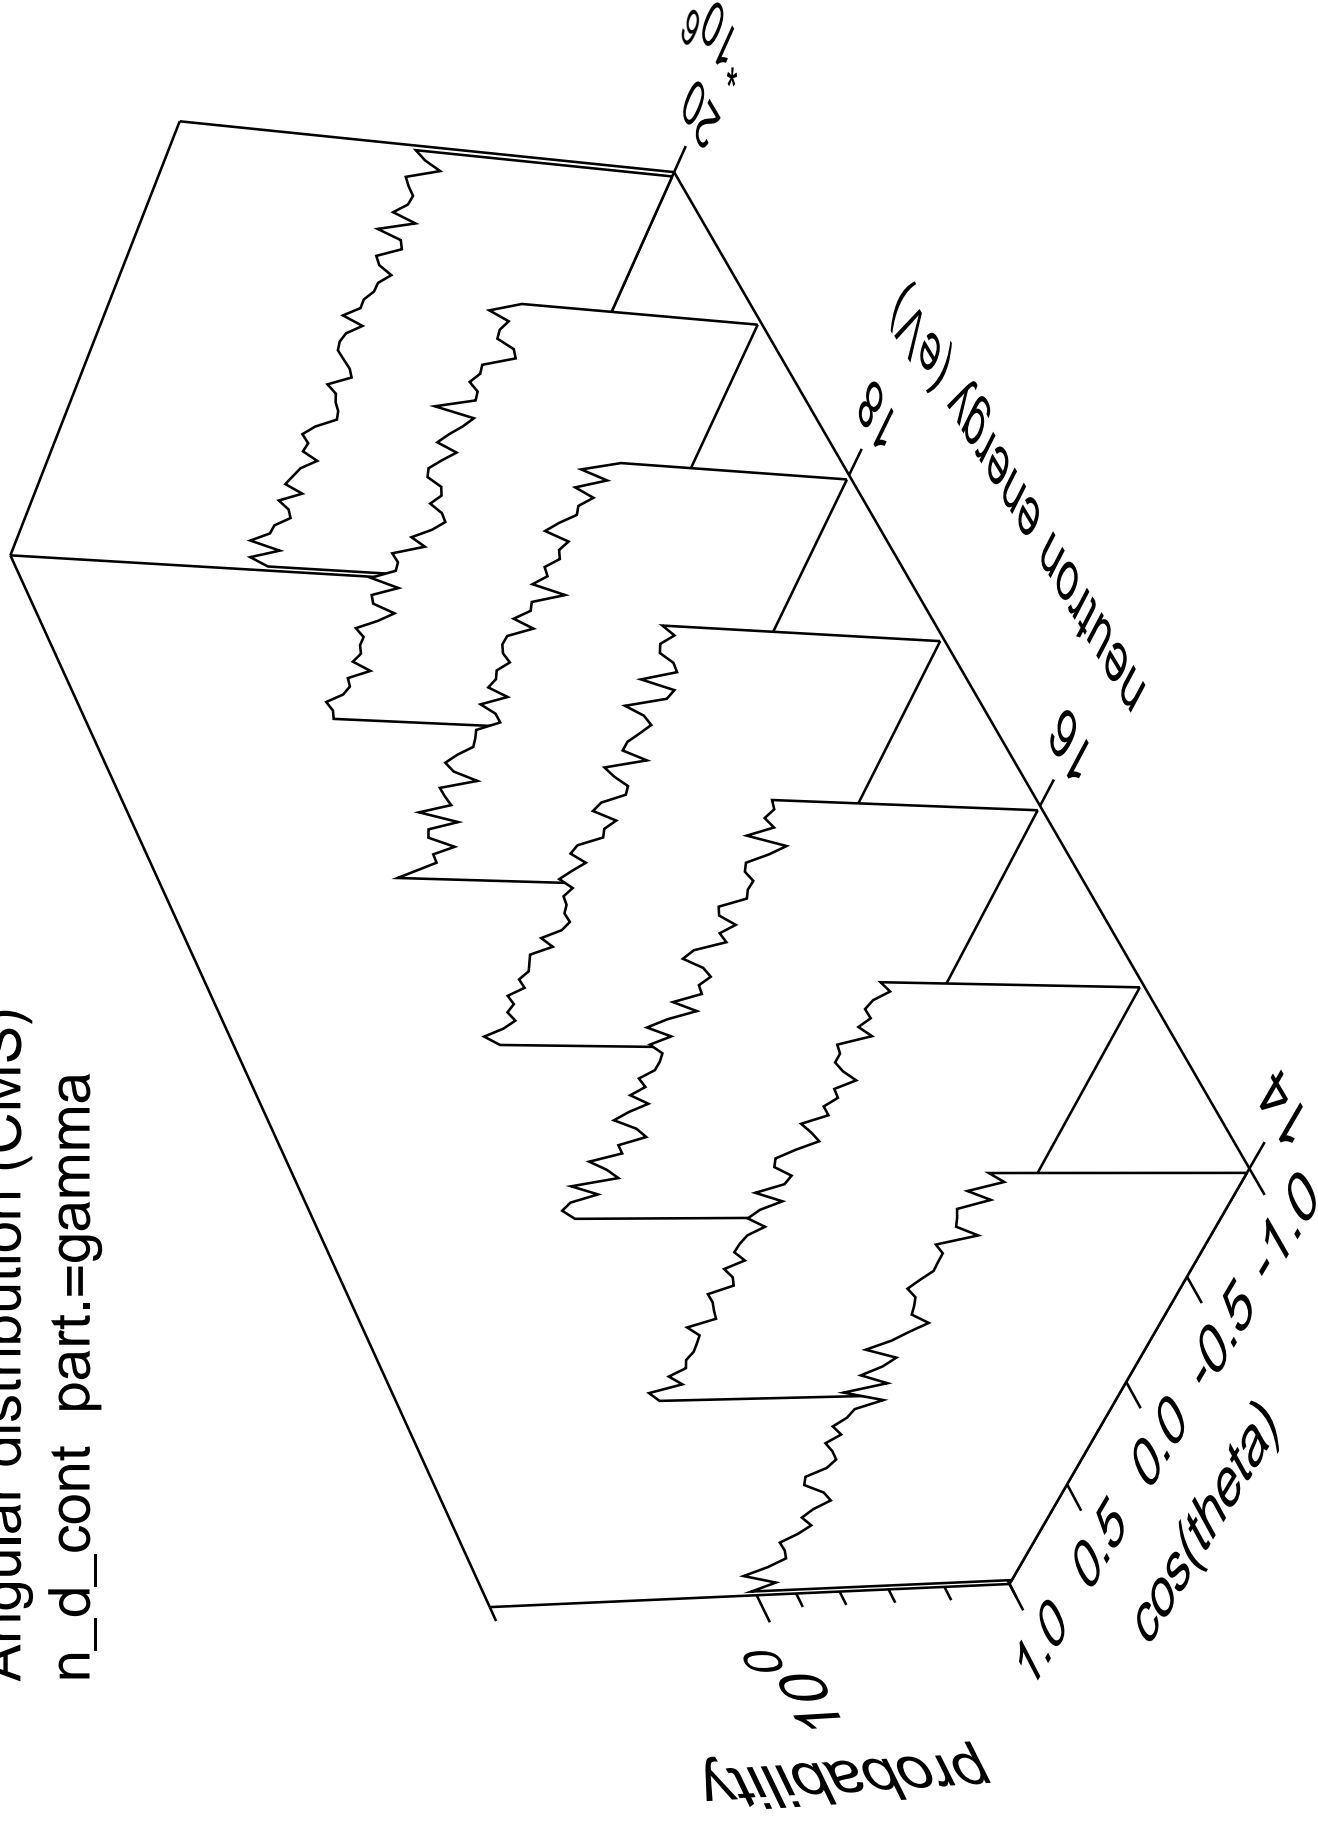 Angular distribution (CMS)
n_d_cont part.=gamma
probability
10 0
1.0 0.5 0.0 -0.5 -1.0
cos(theta)
14 16 18 20
* 10 6
neutron energy (eV)